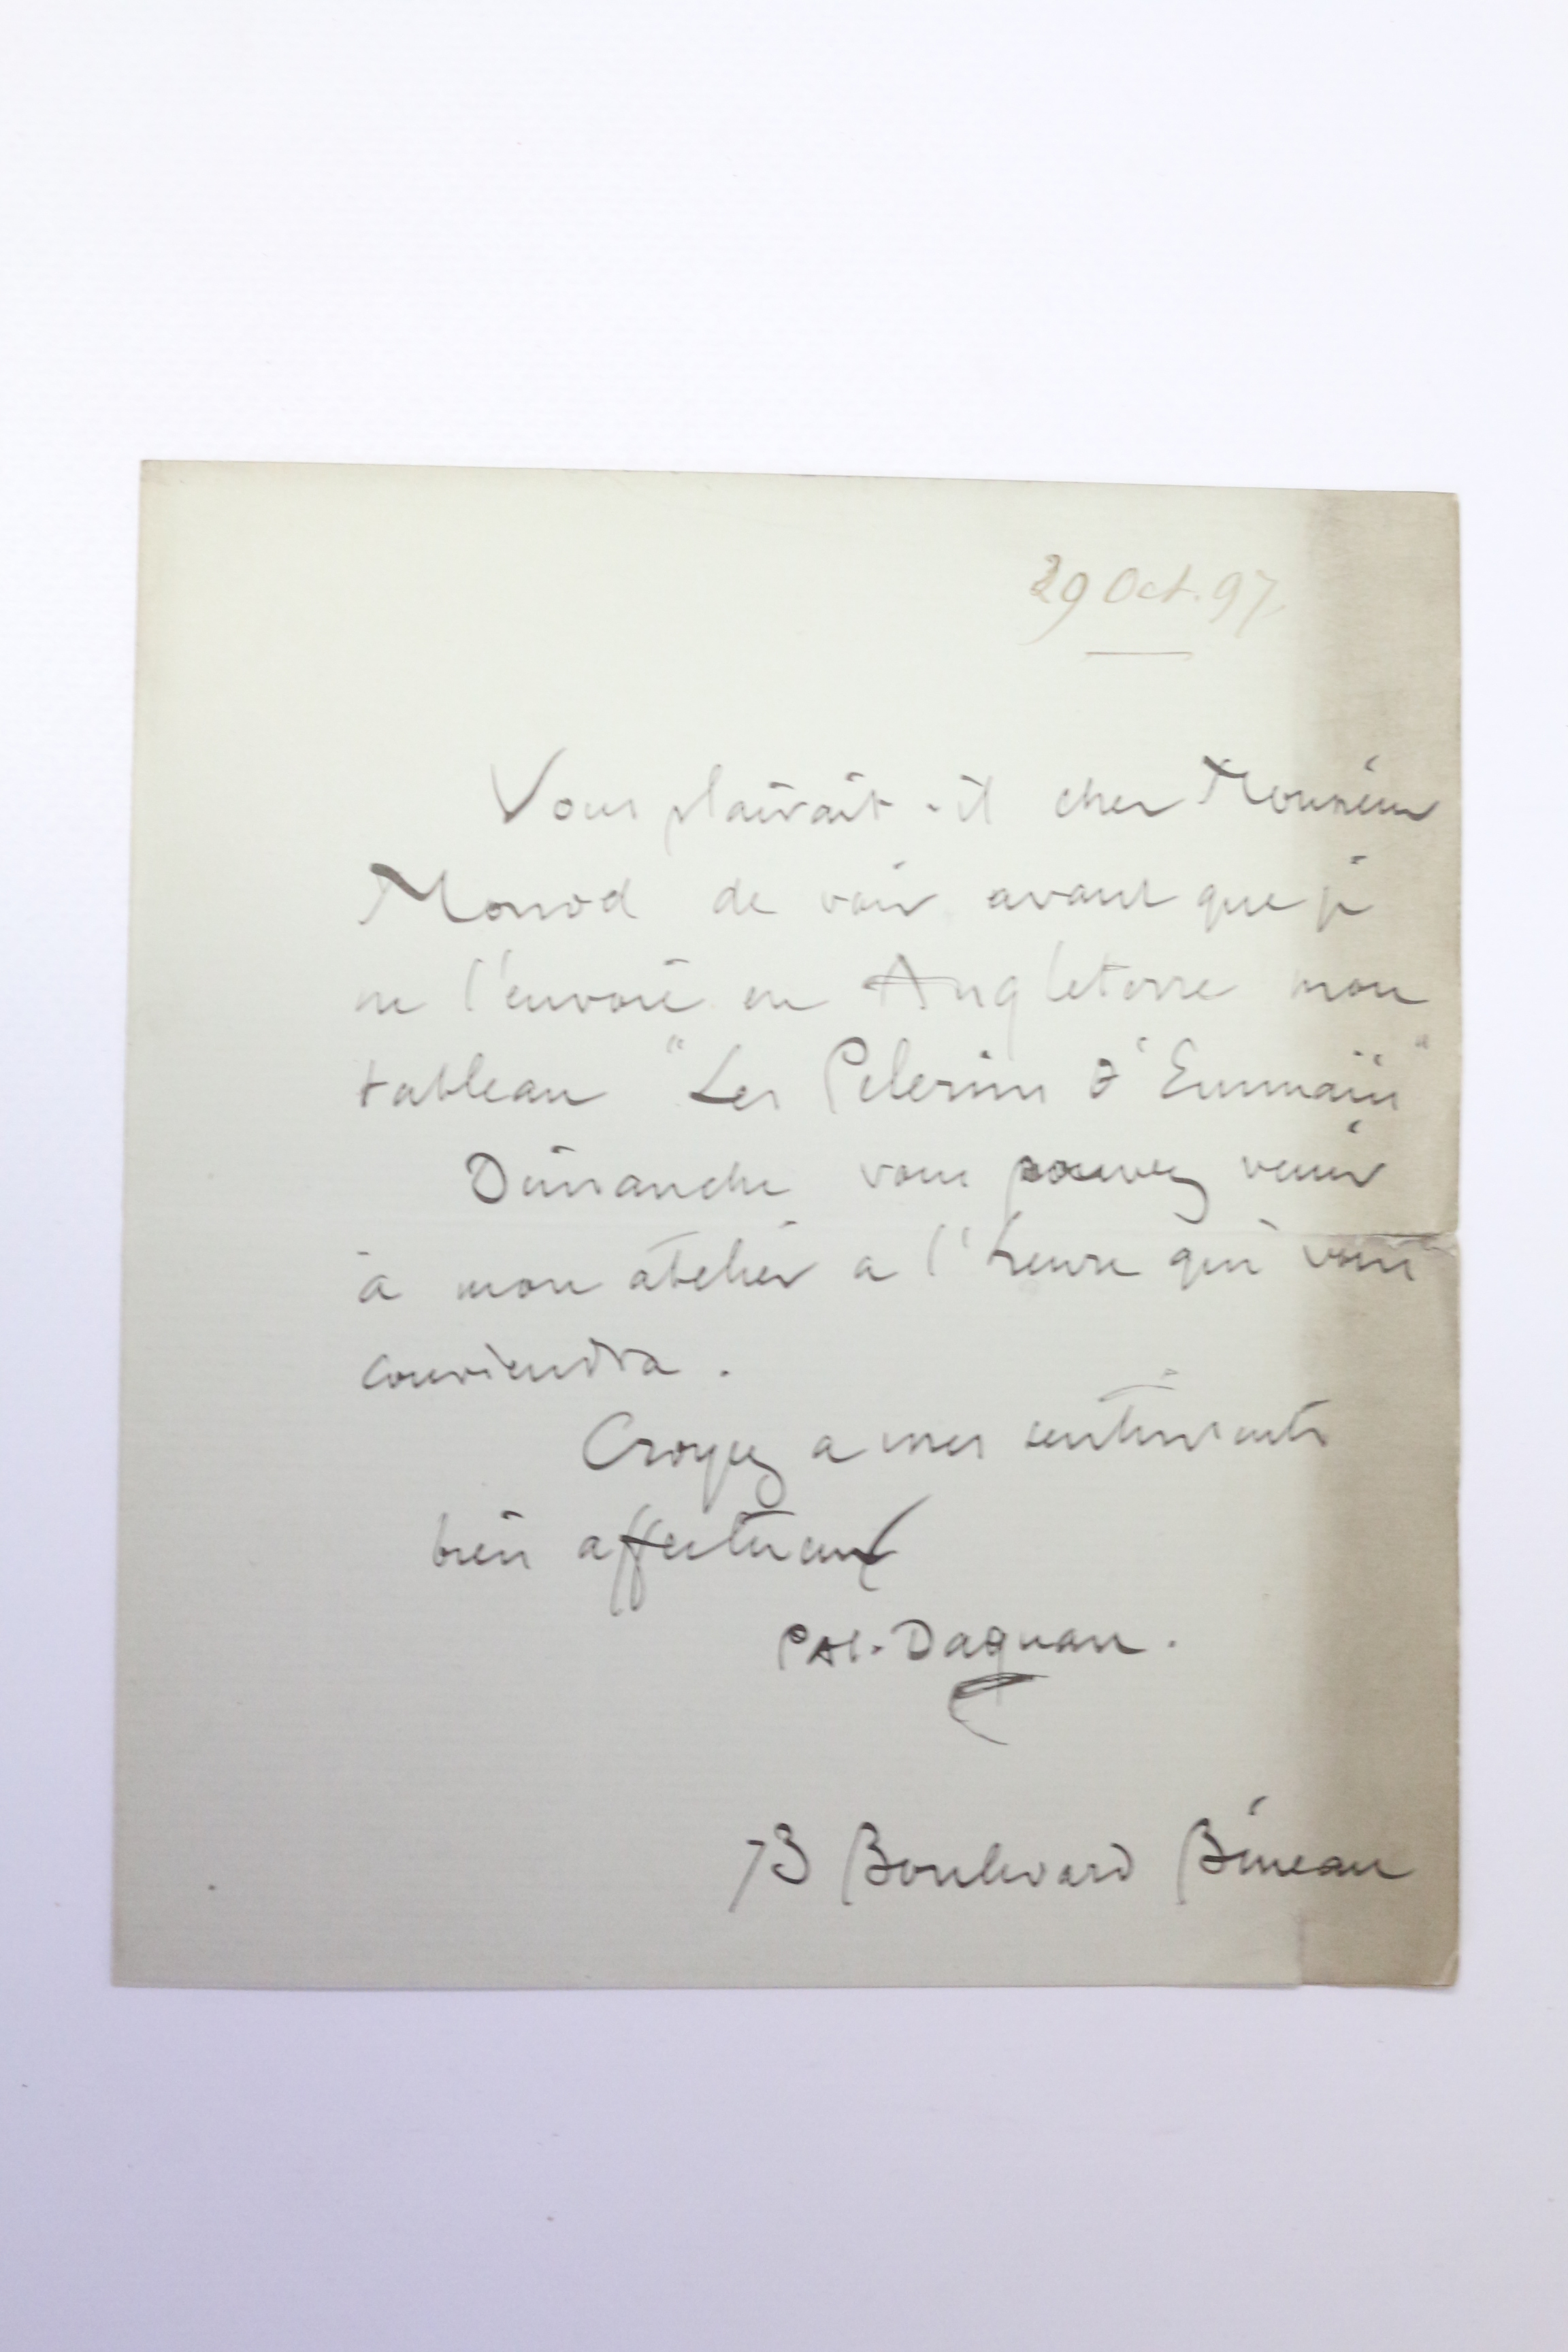 29 Oct. 97
Vous plairait-il cher Monsieur
Monod de voir avant que je
ne l'envoie en Angleterre mon
tableau "Les Pelerins d'Emmaüs"
Dimanche vous pouvez venir
à mon atelier a l'heure qui vous
conviendra.
Croyez a mes sentiments
bien affectueux
PAJ. Dagnan.
73 Boulevard Bineau